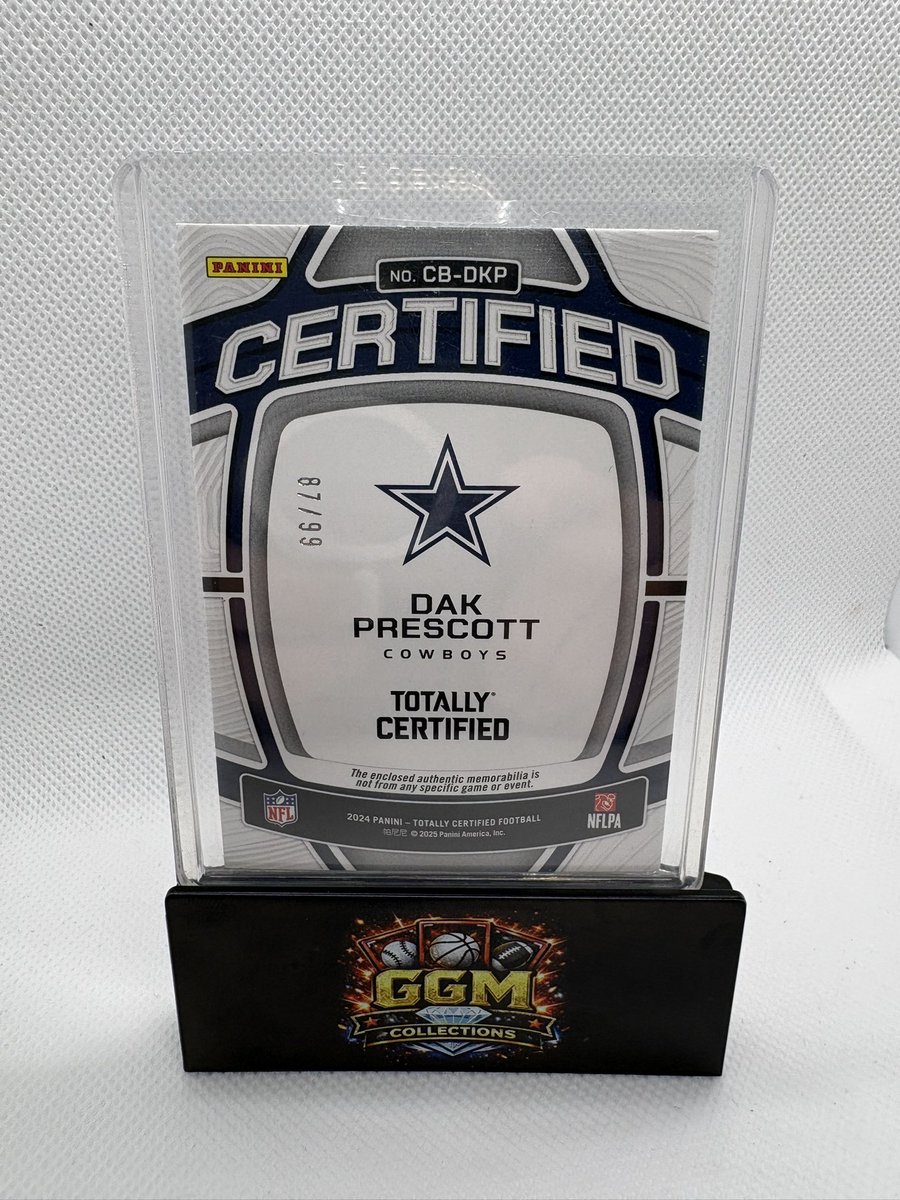 PANINI
NO. CB-DKP
CERTIFIED
87/99
DAK
PRESCOTT
COWBOYS
TOTALLY®
CERTIFIED
The enclosed authentic memorabilia is
not from any specific game or event.
NFL
2024 PANINI – TOTALLY CERTIFIED FOOTBALL
帕尼尼 © 2025 Panini America, Inc.
NFLPA
GGM
COLLECTIONS